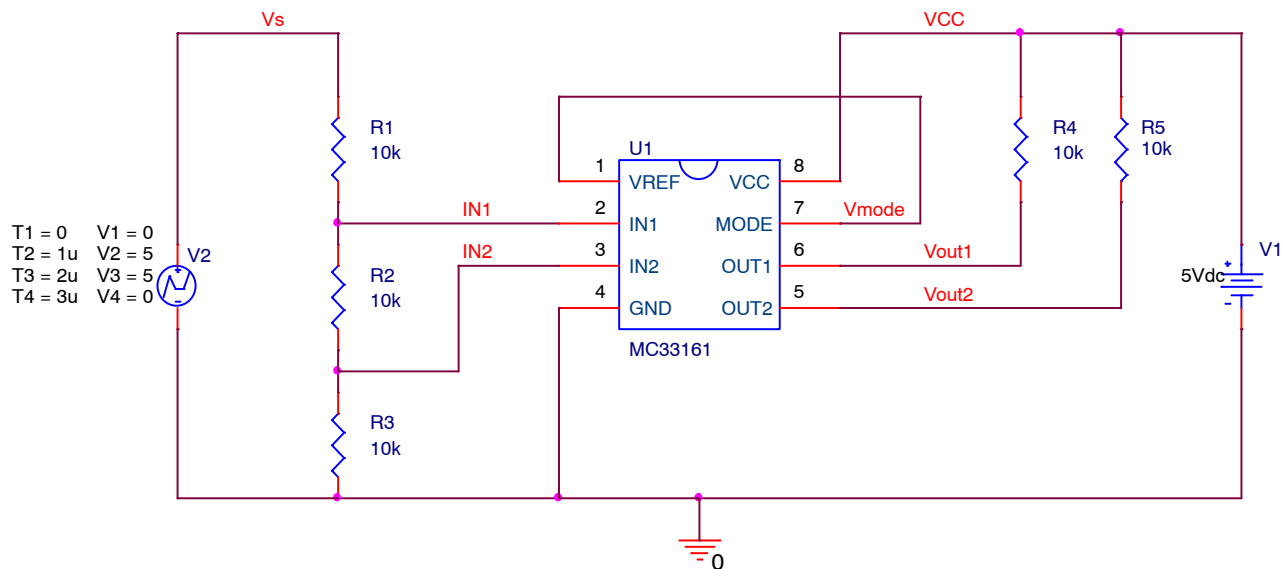 Vs
VCC
R1
10k
R4
10k
R5
10k
U1
1
VREF
VCC
8
2
IN1
IN1
MODE
7
Vmode
3
IN2
IN2
OUT1
6
Vout1
4
GND
OUT2
5
Vout2
MC33161
T1 = 0 V1 = 0
T2 = 1u V2 = 5
T3 = 2u V3 = 5
T4 = 3u V4 = 0
V2
+
-
R2
10k
V1
5Vdc
+
-
R3
10k
0